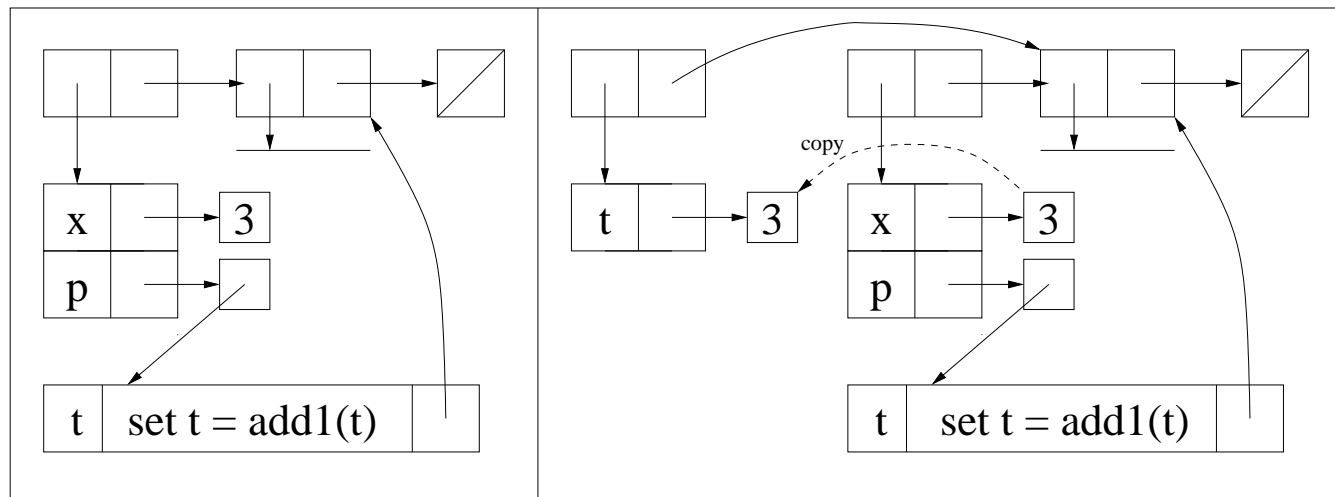 x 3
p
t set t = add1(t)
copy
t 3 x 3
p
t set t = add1(t)